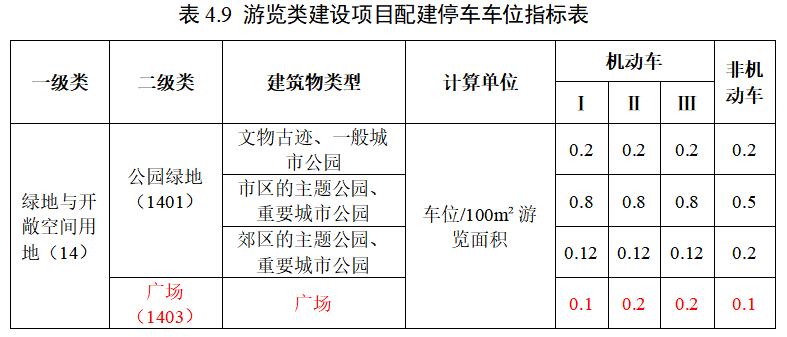 表 4.9 游览类建设项目配建停车车位指标表
一级类 二级类 建筑物类型 计算单位 机动车 非机
动车
Ⅰ Ⅱ Ⅲ
绿地与开
敞空间用
地（14）
公园绿地
（1401）
文物古迹、一般城
市公园
车位/100m² 游
览面积
0.2 0.2 0.2 0.2
市区的主题公园、
重要城市公园
0.8 0.8 0.8 0.5
郊区的主题公园、
重要城市公园
0.12 0.12 0.12 0.2
广场
（1403）
广场
0.1 0.2 0.2 0.1